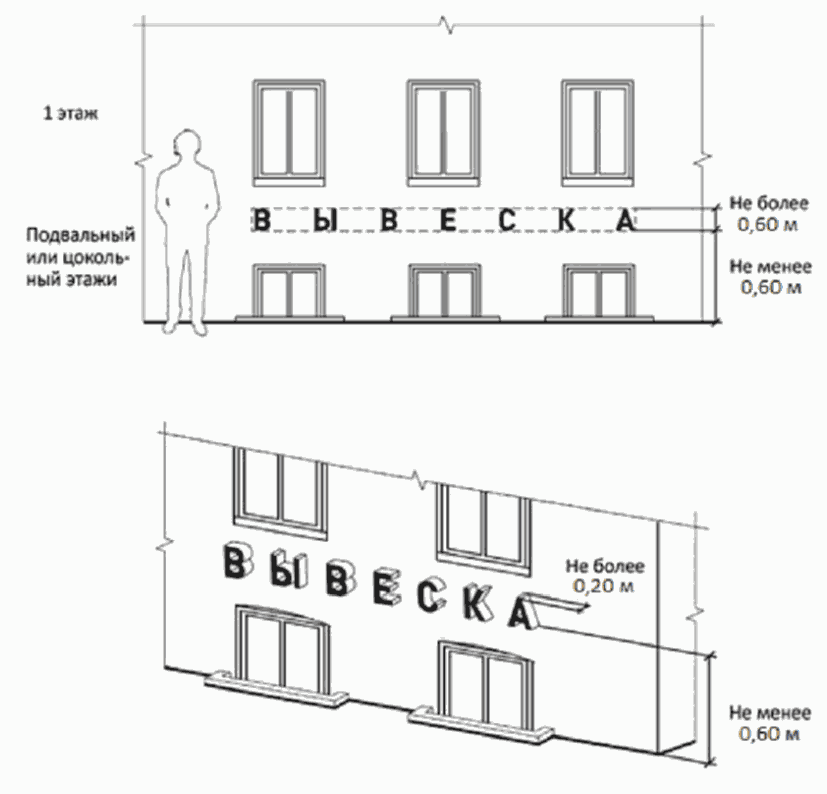 1 этаж
Не более
0,60 м
В Ы В Е С К А
Подвальный
или цоколь-
ный этажи
Не менее
0,60 м
Не более
0,20 м
ВЫВЕСКА
Не менее
0,60 м